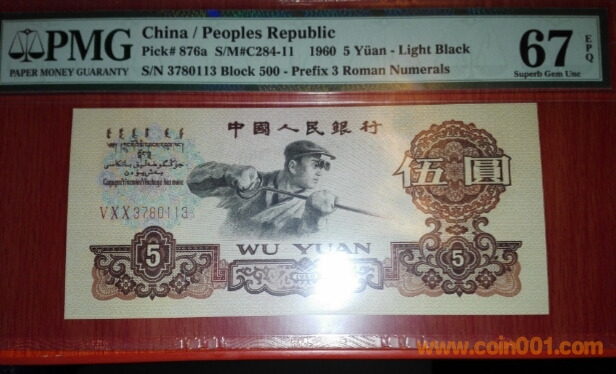 PMG
PAPER MONEY GUARANTY
China / Peoples Republic
Pick# 876a S/M#C284-11 1960 5 Yüan - Light Black
S/N 3780113 Block 500 - Prefix 3 Roman Numerals
67 EPQ
Superb Gem Unc
中國人民銀行
伍圓
VXX3780113
WU YUAN
5
5
www.coin001.com